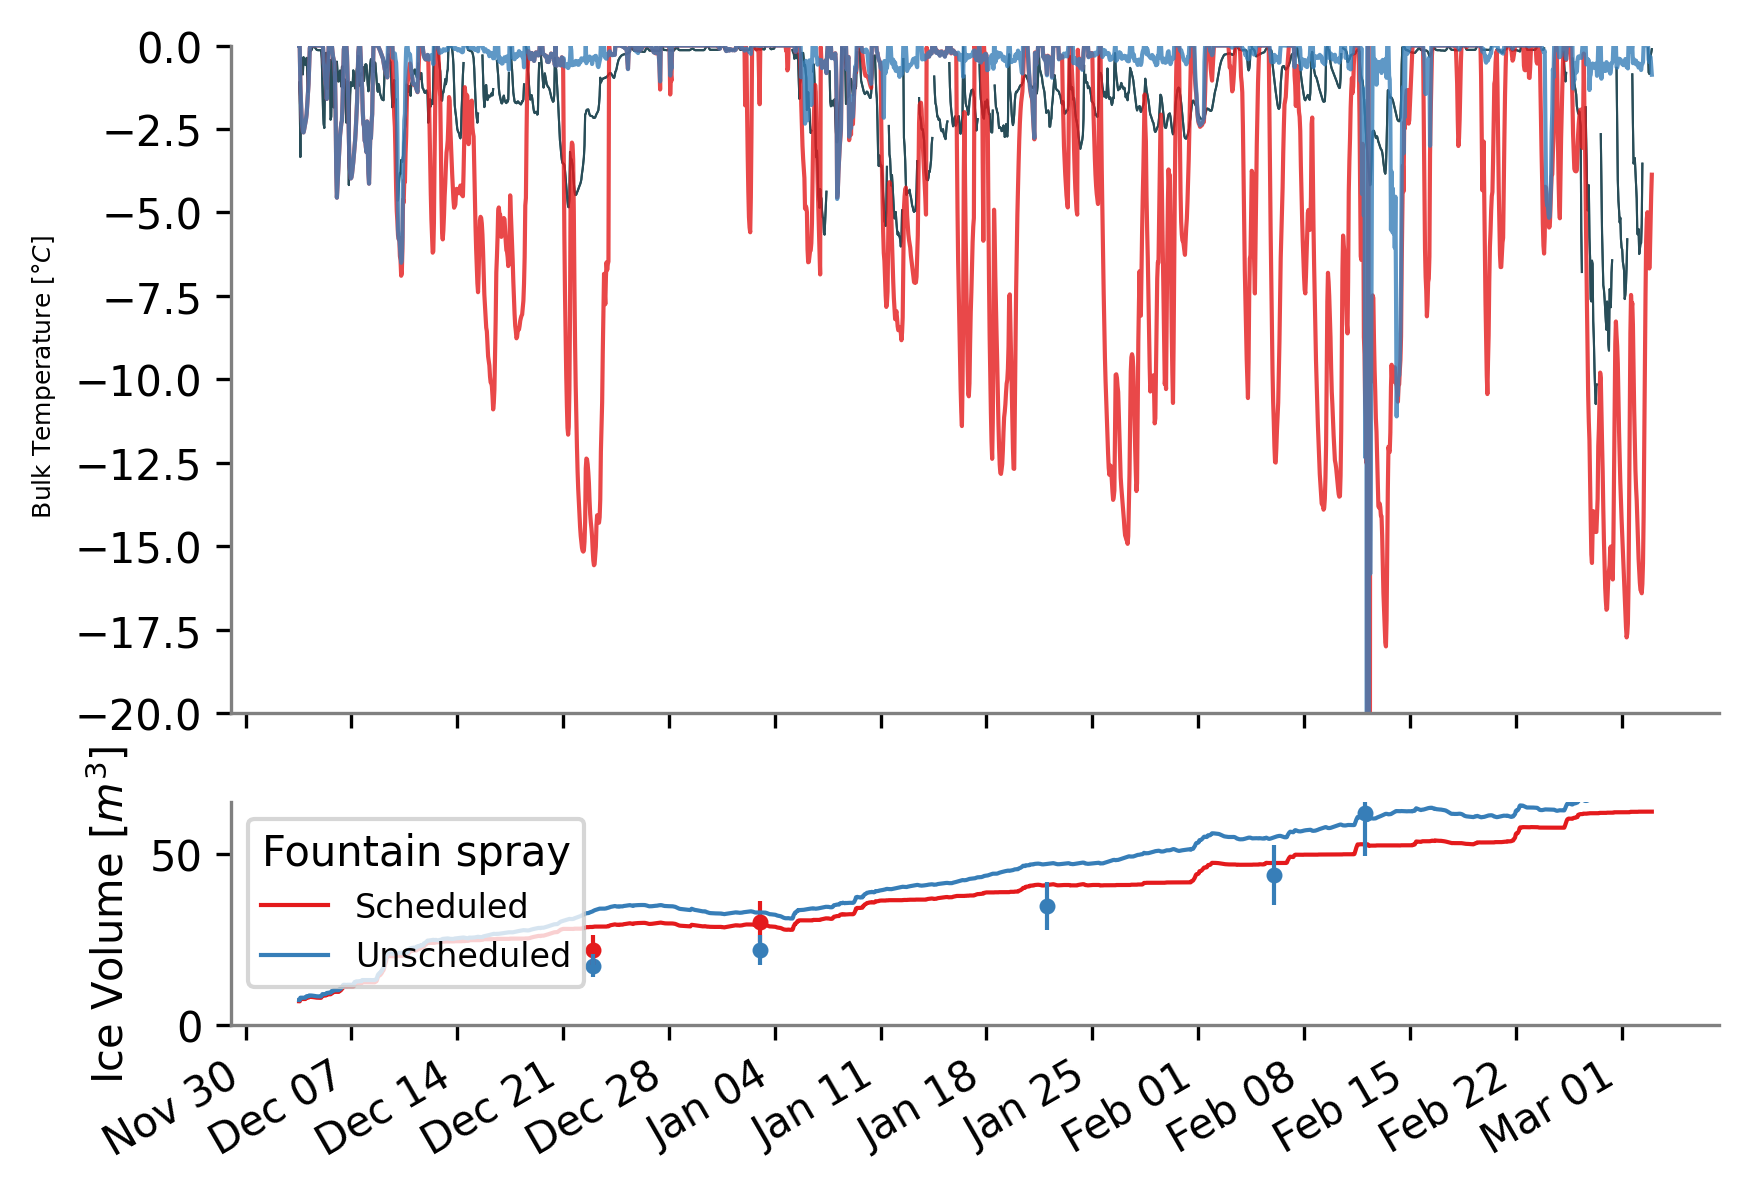 0.0
−2.5
−5.0
−7.5
−10.0
−12.5
−15.0
−17.5
−20.0
Bulk Temperature [°C]
50
0
Ice Volume [m³]
Fountain spray
Scheduled
Unscheduled
Nov 30
Dec 07
Dec 14
Dec 21
Dec 28
Jan 04
Jan 11
Jan 18
Jan 25
Feb 01
Feb 08
Feb 15
Feb 22
Mar 01